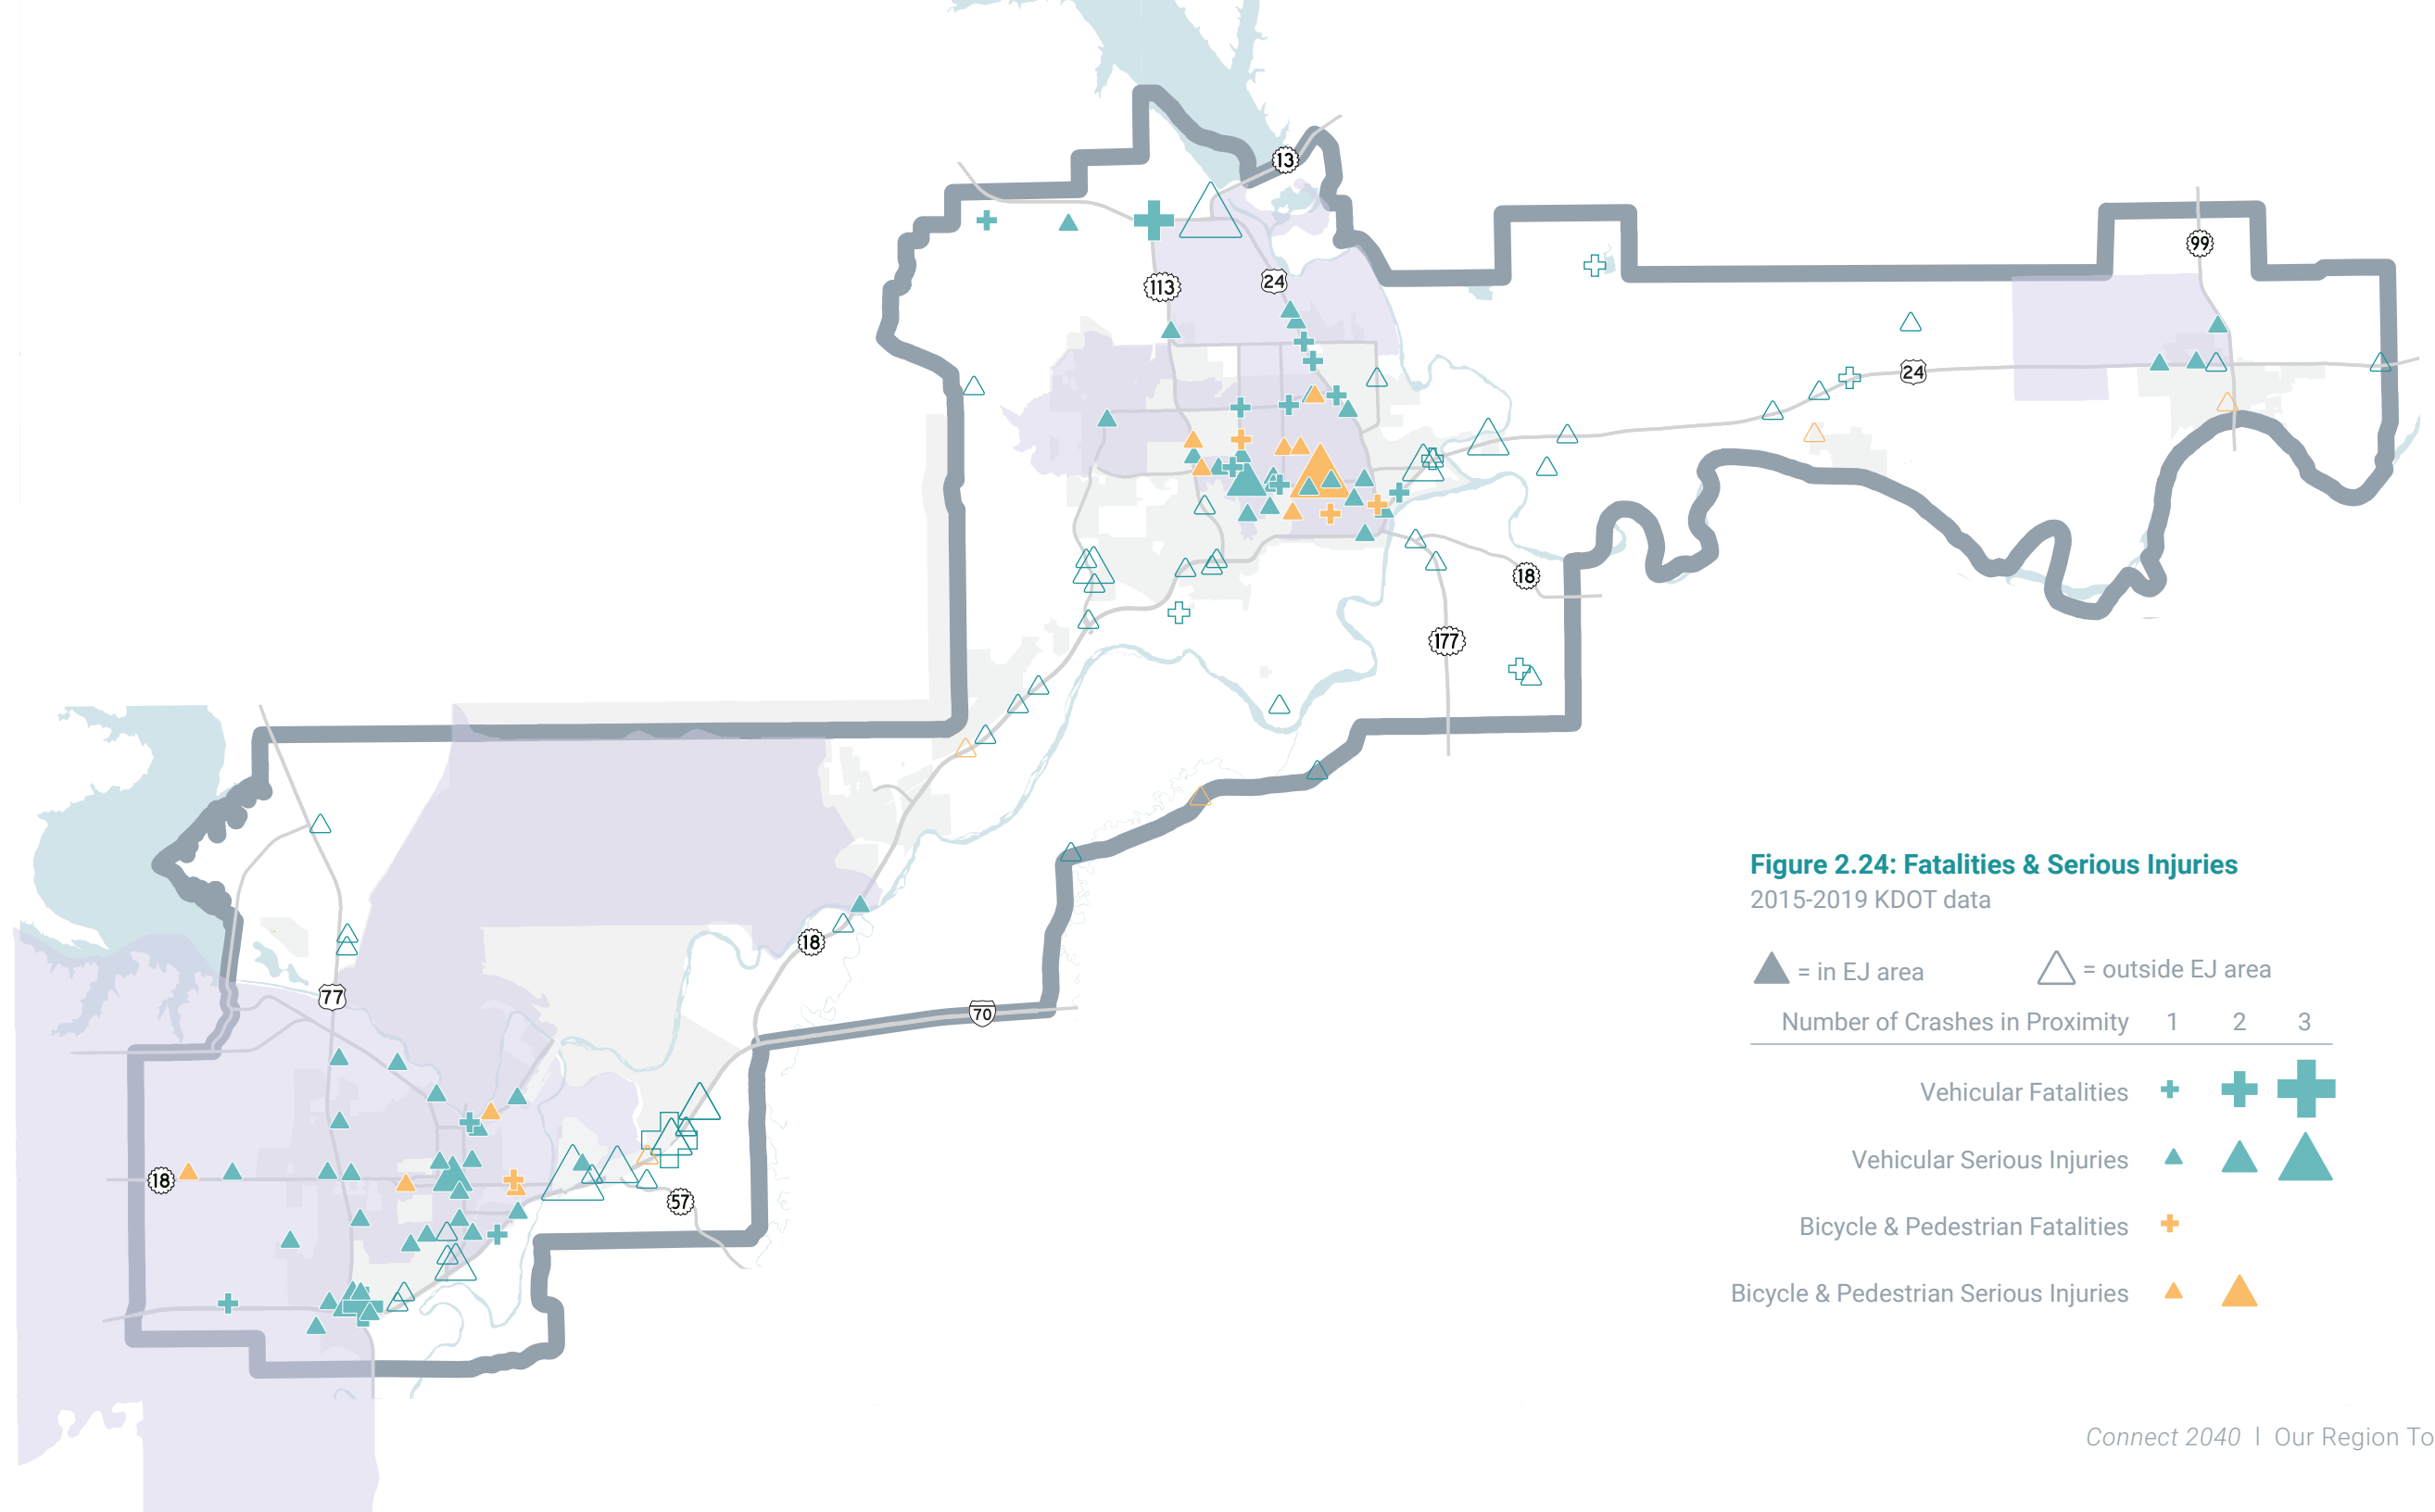 13
99
113
24
24
18
177
18
77
70
18
57
Figure 2.24: Fatalities & Serious Injuries
2015-2019 KDOT data
= in EJ area = outside EJ area
Number of Crashes in Proximity 1 2 3
Vehicular Fatalities
Vehicular Serious Injuries
Bicycle & Pedestrian Fatalities
Bicycle & Pedestrian Serious Injuries
Connect 2040 | Our Region To